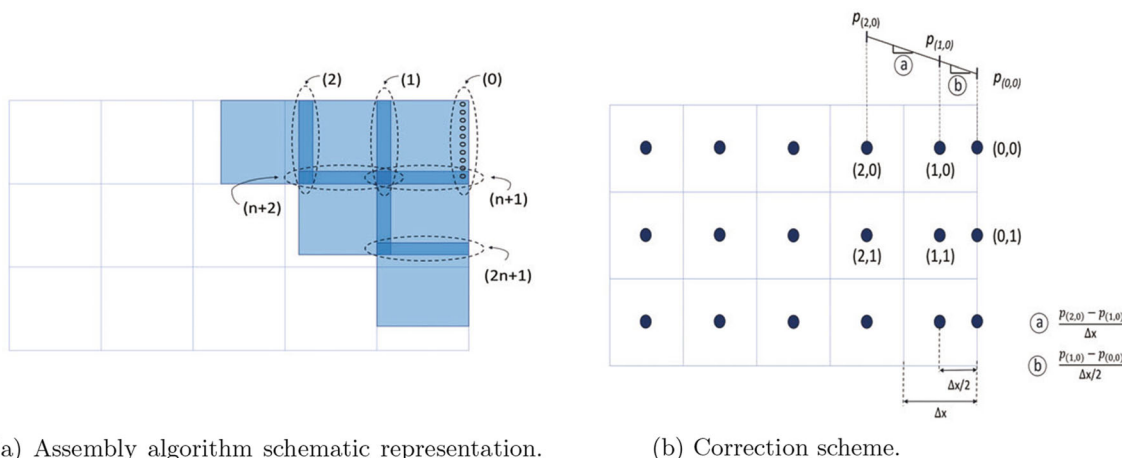 (2) (1) (0)
(n+2)
(n+1)
(2n+1)
a) Assembly algorithm schematic representation.
p(2,0)
p(1,0)
p(0,0)
a
b
(2,0) (1,0) (0,0)
(2,1) (1,1) (0,1)
a p(2,0) − p(1,0)
Δx
b p(1,0) − p(0,0)
Δx/2
Δx/2
Δx
(b) Correction scheme.